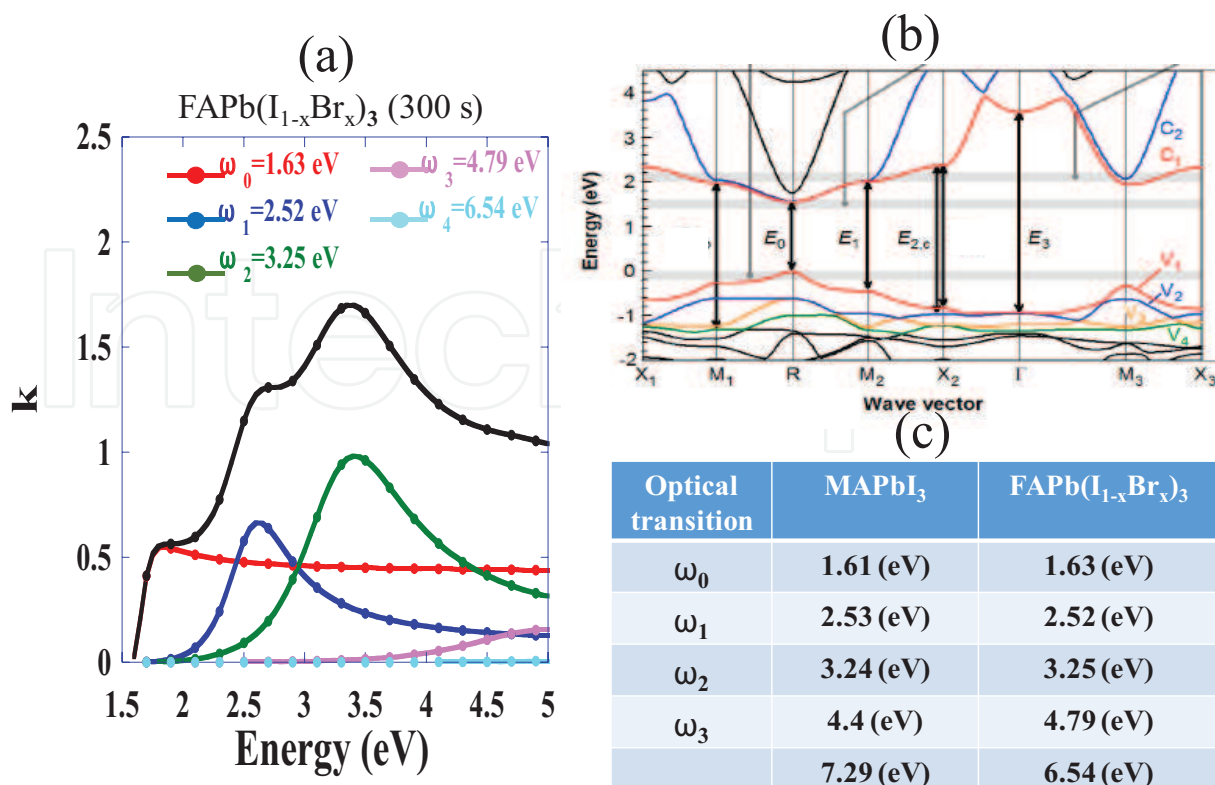 (a)
FAPb(I1-xBrx)3 (300 s)
2.5
2
1.5
1
0.5
0
k
ω0=1.63 eV
ω1=2.52 eV
ω2=3.25 eV
ω3=4.79 eV
ω4=6.54 eV
Intec
1.5 2 2.5 3 3.5 4 4.5 5
Energy (eV)
(b)
4
3
2
1
0
-1
-2
Energy (eV)
E0
E1
E2,c
E3
C2
C1
V1
V2
V3
V4
X1 M1 R M2 X2 Γ M3 X3
Wave vector
(c)
Optical transition MAPbI3 FAPb(I1-xBrx)3
ω0 1.61 (eV) 1.63 (eV)
ω1 2.53 (eV) 2.52 (eV)
ω2 3.24 (eV) 3.25 (eV)
ω3 4.4 (eV) 4.79 (eV)
7.29 (eV) 6.54 (eV)